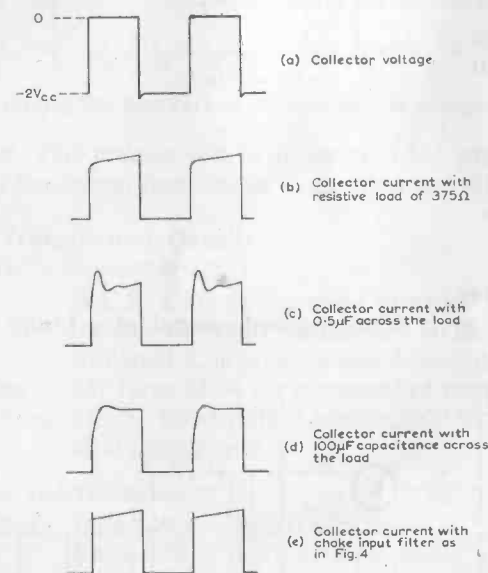 0
(a) Collector voltage
-2Vcc
(b) Collector current with
resistive load of 375Ω
(c) Collector current with
0·5μF across the load
(d) Collector current with
100μF capacitance across
the load
(e) Collector current with
choke input filter as
in Fig. 4